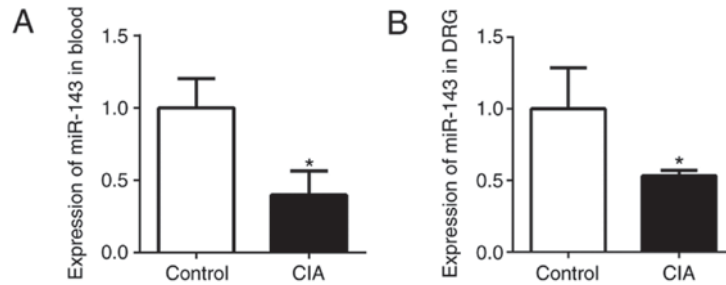 A
Expression of miR-143 in blood
1.5
1.0
0.5
0.0
*
Control
CIA
B
Expression of miR-143 in DRG
1.5
1.0
0.5
0.0
*
Control
CIA